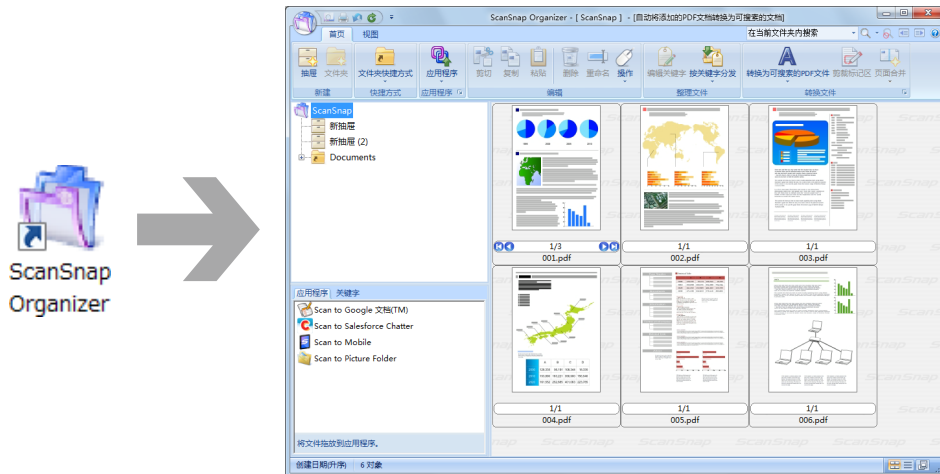 ScanSnap
Organizer
ScanSnap Organizer - [ ScanSnap ] - [自动将添加的PDF文档转换为可搜索的文档]
首页 视图
在当前文件夹内搜索
抽屉 文件夹 文件夹快捷方式 应用程序 剪切 复制 粘贴 删除 重命名 操作 编辑关键字 按关键字分发 转换为可搜索的PDF文件 剪裁标记区 页面合并
新建 快捷方式 应用程序 编辑 整理文件 转换文件
ScanSnap
新抽屉
新抽屉 (2)
Documents
1/3 1/1 1/1
001.pdf 002.pdf 003.pdf
应用程序 关键字
Scan to Google 文档(TM)
Scan to Salesforce Chatter
Scan to Mobile
Scan to Picture Folder
1/1 1/1 1/1
004.pdf 005.pdf 006.pdf
将文件拖放到应用程序。
创建日期(升序) 6 对象